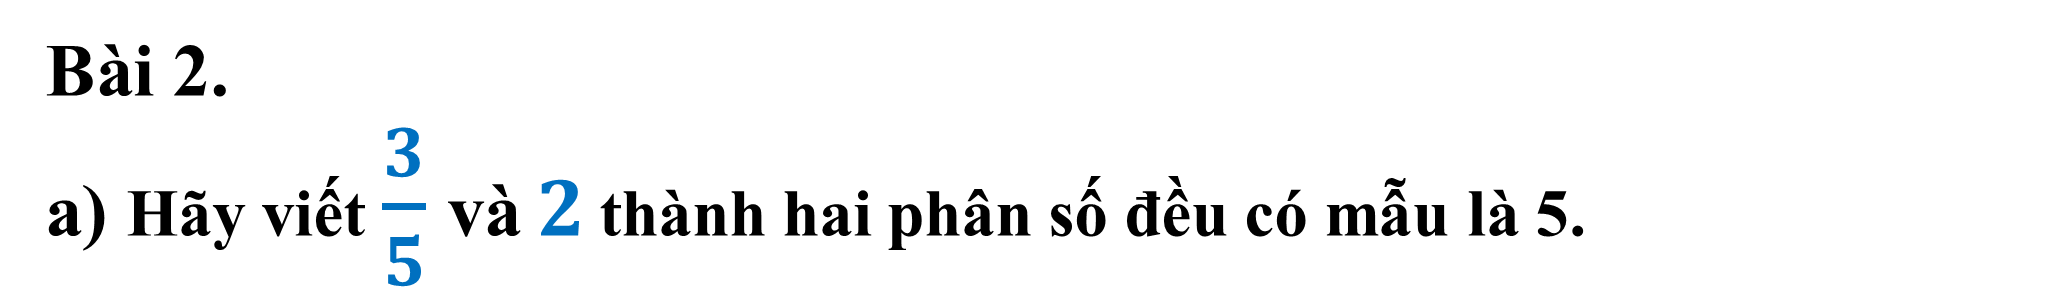 Bài 2.
a) Hãy viết 3/5 và 2 thành hai phân số đều có mẫu là 5.